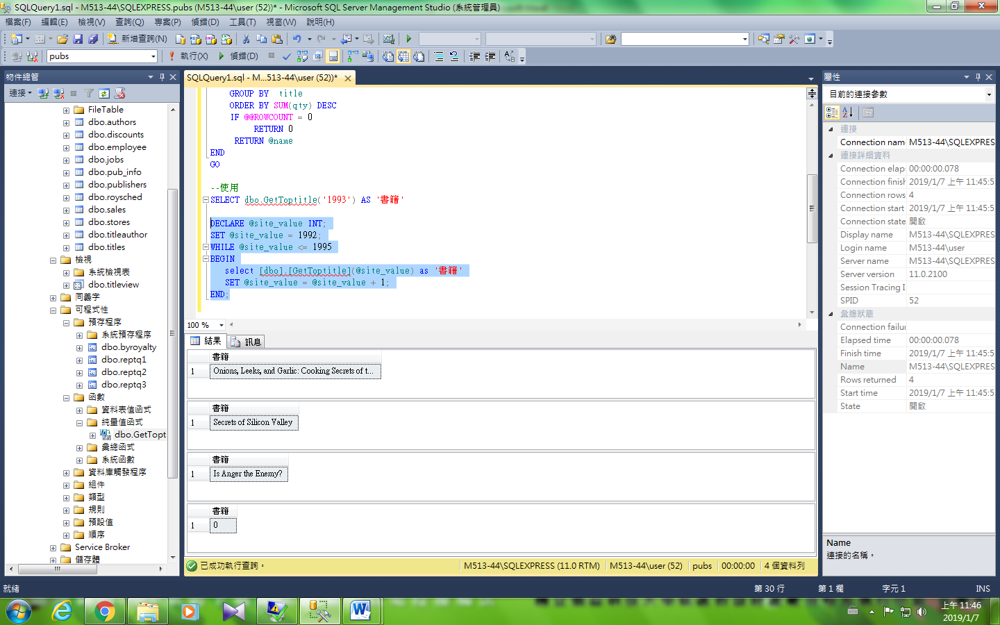 SQLQuery1.sql - M513-44\SQLEXPRESS.pubs (M513-44\user (52))* - Microsoft SQL Server Management Studio (系統管理員)
檔案(F) 編輯(E) 檢視(V) 查詢(Q) 專案(P) 偵錯(D) 工具(T) 視窗(W) 說明(H)
新增查詢(N)
pubs 執行(X) 偵錯(D)
物件總管
連接
FileTable
dbo.authors
dbo.discounts
dbo.employee
dbo.jobs
dbo.pub_info
dbo.publishers
dbo.roysched
dbo.sales
dbo.stores
dbo.titleauthor
dbo.titles
檢視
系統檢視表
dbo.titleview
同義字
可程式性
預存程序
系統預存程序
dbo.byroyalty
dbo.reptq1
dbo.reptq2
dbo.reptq3
函數
資料表值函式
純量值函式
dbo.GetTopt
彙總函式
系統函數
資料庫觸發程序
組件
類型
規則
預設值
順序
Service Broker
儲存體
SQLQuery1.sql - M...513-44\user (52))*
GROUP BY  title
ORDER BY SUM(qty) DESC
IF @@ROWCOUNT = 0
RETURN 0
RETURN @name
END
GO
--使用
SELECT dbo.GetToptitle('1993') AS '書籍'
DECLARE @site_value INT;
SET @site_value = 1992;
WHILE @site_value <= 1995
BEGIN
select [dbo].[GetToptitle](@site_value) as '書籍'
SET @site_value = @site_value + 1;
END;
100 %
結果 訊息
書籍
1 Onions, Leeks, and Garlic: Cooking Secrets of t...
書籍
1 Secrets of Silicon Valley
書籍
1 Is Anger the Enemy?
書籍
1 0
已成功執行查詢。 M513-44\SQLEXPRESS (11.0 RTM) M513-44\user (52) pubs 00:00:00 4 個資料列
屬性
目前的連接參數
連接
Connection nam M513-44\SQLEXPRES
連接詳細資料
Connection elap 00:00:00.078
Connection finish 2019/1/7 上午 11:45:5
Connection rows 4
Connection start 2019/1/7 上午 11:45:5
Connection state 開啟
Display name M513-44\SQLEXPRES
Login name M513-44\user
Server name M513-44\SQLEXPRES
Server version 11.0.2100
Session Tracing I
SPID 52
彙總狀態
Connection failur
Elapsed time 00:00:00.078
Finish time 2019/1/7 上午 11:45:5
Name M513-44\SQLEXPRES
Rows returned 4
Start time 2019/1/7 上午 11:45:5
State 開啟
Name
連接的名稱。
就緒 第 30 行 第 1 欄 字元 1 INS
上午 11:46
2019/1/7